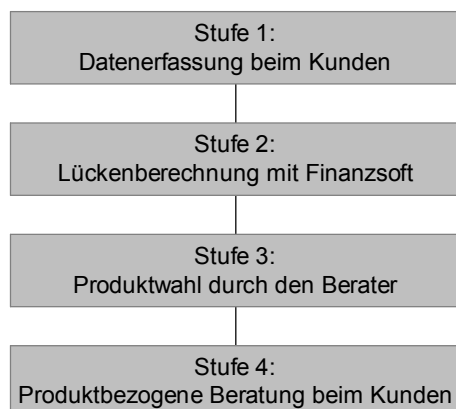 Stufe 1:
Datenerfassung beim Kunden
Stufe 2:
Lückenberechnung mit Finanzsoft
Stufe 3:
Produktwahl durch den Berater
Stufe 4:
Produktbezogene Beratung beim Kunden